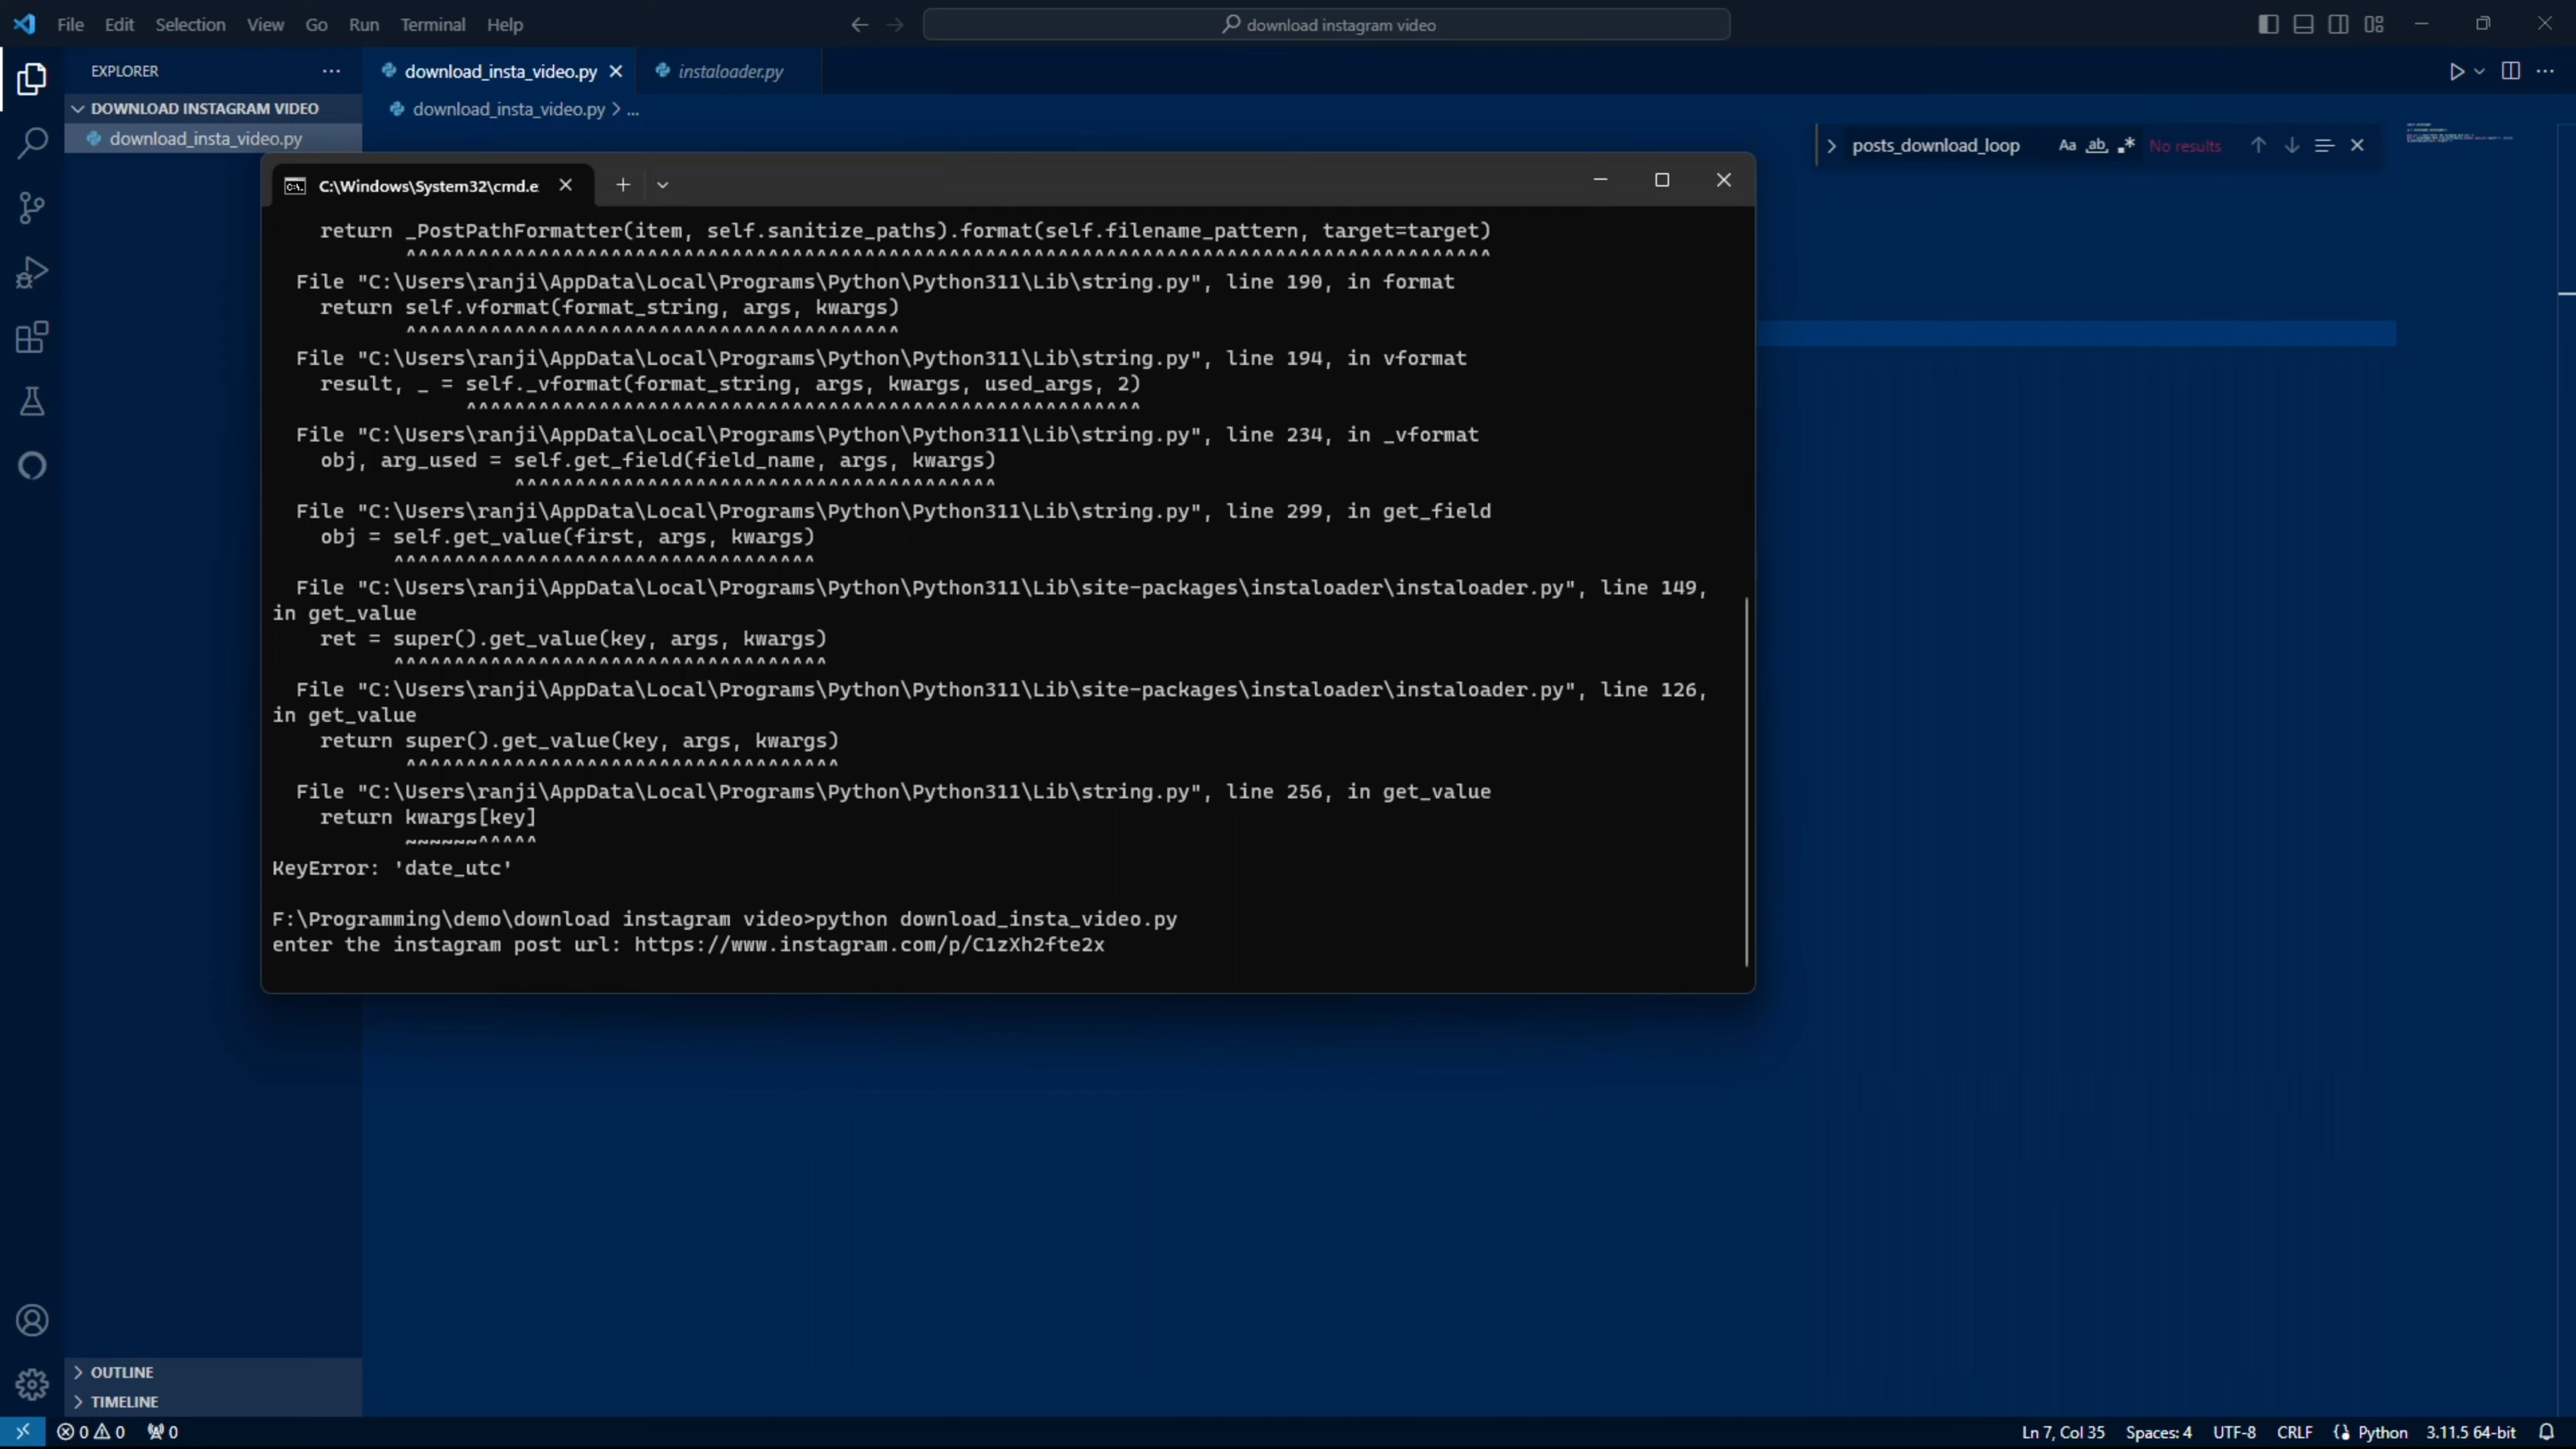 File Edit Selection View Go Run Terminal Help
download instagram video
EXPLORER
DOWNLOAD INSTAGRAM VIDEO
download_insta_video.py
OUTLINE
TIMELINE
download_insta_video.py
instaloader.py
download_insta_video.py > ...
posts_download_loop Aa ab .* No results
C:\Windows\System32\cmd.e
return _PostPathFormatter(item, self.sanitize_paths).format(self.filename_pattern, target=target)
^^^^^^^^^^^^^^^^^^^^^^^^^^^^^^^^^^^^^^^^^^^^^^^^^^^^^^^^^^^^^^^^^^^^^^^^^^^^^^^^^^^^^^^^^^
File "C:\Users\ranji\AppData\Local\Programs\Python\Python311\Lib\string.py", line 190, in format
return self.vformat(format_string, args, kwargs)
^^^^^^^^^^^^^^^^^^^^^^^^^^^^^^^^^^^^^^^^^
File "C:\Users\ranji\AppData\Local\Programs\Python\Python311\Lib\string.py", line 194, in vformat
result, _ = self._vformat(format_string, args, kwargs, used_args, 2)
^^^^^^^^^^^^^^^^^^^^^^^^^^^^^^^^^^^^^^^^^^^^^^^^^^^^^^^^
File "C:\Users\ranji\AppData\Local\Programs\Python\Python311\Lib\string.py", line 234, in _vformat
obj, arg_used = self.get_field(field_name, args, kwargs)
^^^^^^^^^^^^^^^^^^^^^^^^^^^^^^^^^^^^^^^^
File "C:\Users\ranji\AppData\Local\Programs\Python\Python311\Lib\string.py", line 299, in get_field
obj = self.get_value(first, args, kwargs)
^^^^^^^^^^^^^^^^^^^^^^^^^^^^^^^^^^^
File "C:\Users\ranji\AppData\Local\Programs\Python\Python311\Lib\site-packages\instaloader\instaloader.py", line 149,
in get_value
ret = super().get_value(key, args, kwargs)
^^^^^^^^^^^^^^^^^^^^^^^^^^^^^^^^^^^^
File "C:\Users\ranji\AppData\Local\Programs\Python\Python311\Lib\site-packages\instaloader\instaloader.py", line 126,
in get_value
return super().get_value(key, args, kwargs)
^^^^^^^^^^^^^^^^^^^^^^^^^^^^^^^^^^^^
File "C:\Users\ranji\AppData\Local\Programs\Python\Python311\Lib\string.py", line 256, in get_value
return kwargs[key]
~~~~~~^^^^^
KeyError: 'date_utc'
F:\Programming\demo\download instagram video>python download_insta_video.py
enter the instagram post url: https://www.instagram.com/p/C1zXh2fte2x
0 0 0
Ln 7, Col 35 Spaces: 4 UTF-8 CRLF Python 3.11.5 64-bit